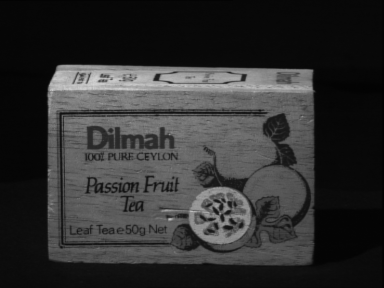 Dilmah
100% PURE CEYLON
Passion Fruit
Tea
Leaf Tea e 50g Net